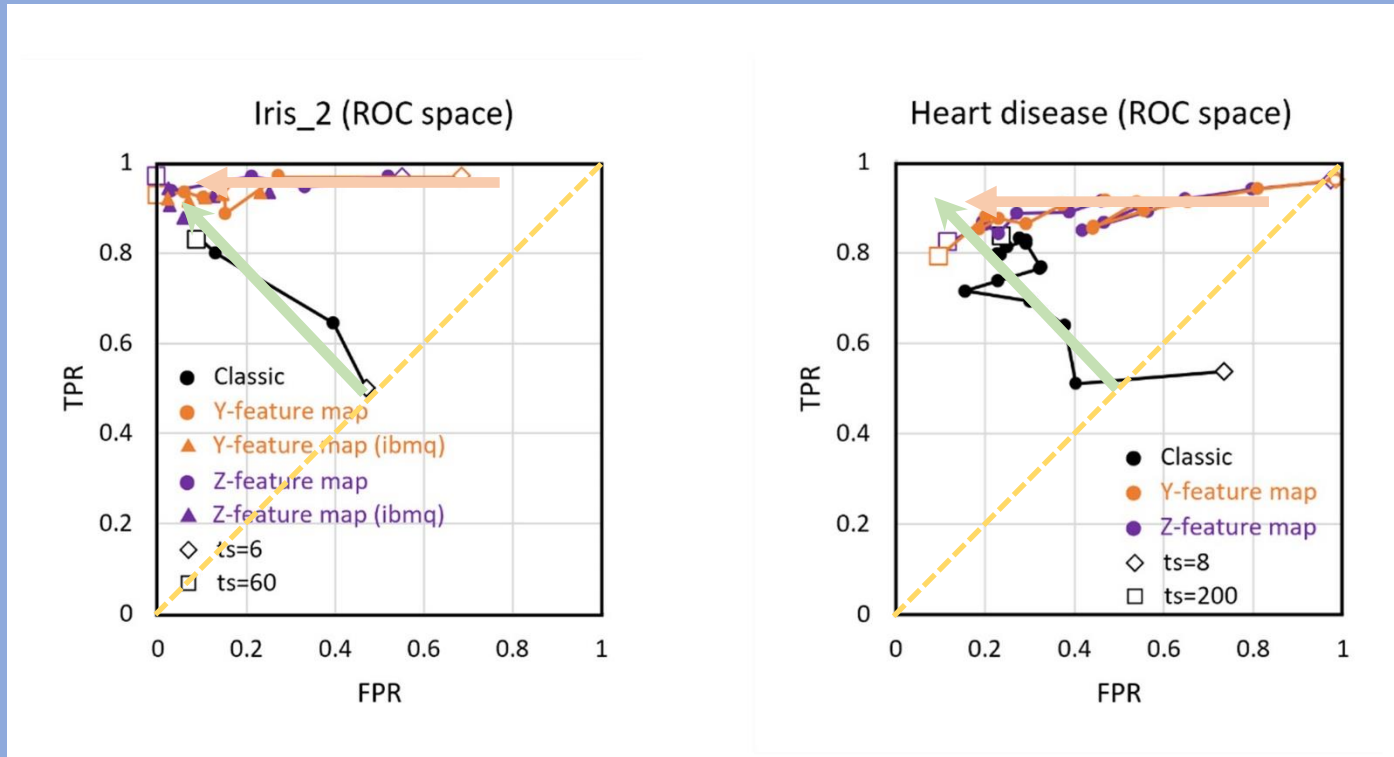 Iris_2 (ROC space)
1
0.8
0.6
0.4
0.2
0
TPR
Classic
Y-feature map
Y-feature map (ibmq)
Z-feature map
Z-feature map (ibmq)
ts=6
ts=60
0
0.2
0.4
0.6
0.8
1
FPR
Heart disease (ROC space)
1
0.8
0.6
0.4
0.2
0
TPR
Classic
Y-feature map
Z-feature map
ts=8
ts=200
0
0.2
0.4
0.6
0.8
1
FPR